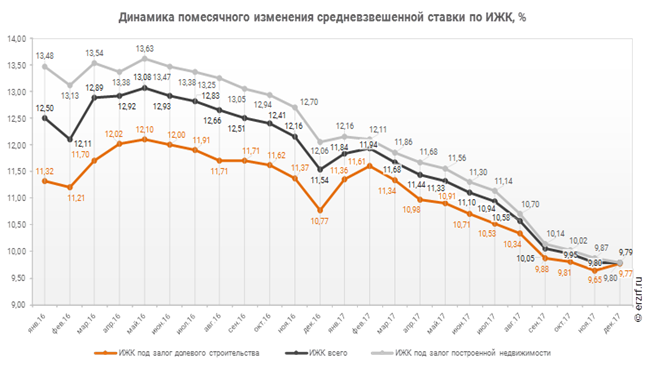 Динамика помесячного изменения средневзвешенной ставки по ИЖК, %
14,00
13,50
13,00
12,50
12,00
11,50
11,00
10,50
10,00
9,50
9,00
13,48 13,13 13,54 13,38 13,63 13,47 13,38 13,25 13,05 12,94 12,70 12,06 12,16 12,11 11,86 11,68 11,56 11,30 11,14 10,70 10,14 10,02 9,87 9,79
12,50 12,11 12,89 12,92 13,08 12,93 12,83 12,66 12,51 12,41 12,16 11,54 11,84 11,94 11,68 11,44 11,33 11,10 10,94 10,58 10,05 9,95 9,80 9,80
11,32 11,21 11,70 12,02 12,10 12,00 11,91 11,71 11,71 11,62 11,37 10,77 11,36 11,61 11,34 10,98 10,91 10,71 10,53 10,34 9,88 9,81 9,65 9,77
янв.16 фев.16 мар.16 апр.16 май.16 июн.16 июл.16 авг.16 сен.16 окт.16 ноя.16 дек.16 янв.17 фев.17 мар.17 апр.17 май.17 июн.17 июл.17 авг.17 сен.17 окт.17 ноя.17 дек.17
ИЖК под залог долевого строительства ИЖК всего ИЖК под залог построенной недвижимости
© erzrf.ru